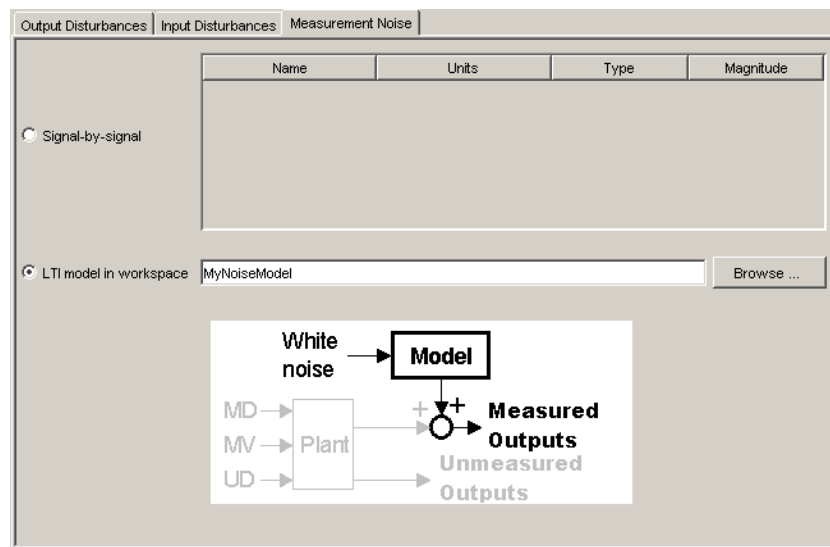 Output Disturbances Input Disturbances Measurement Noise
Name Units Type Magnitude
Signal-by-signal
LTI model in workspace MyNoiseModel Browse ...
White
noise
Model
MD
MV
UD
Plant
+ +
Measured
Outputs
Unmeasured
Outputs